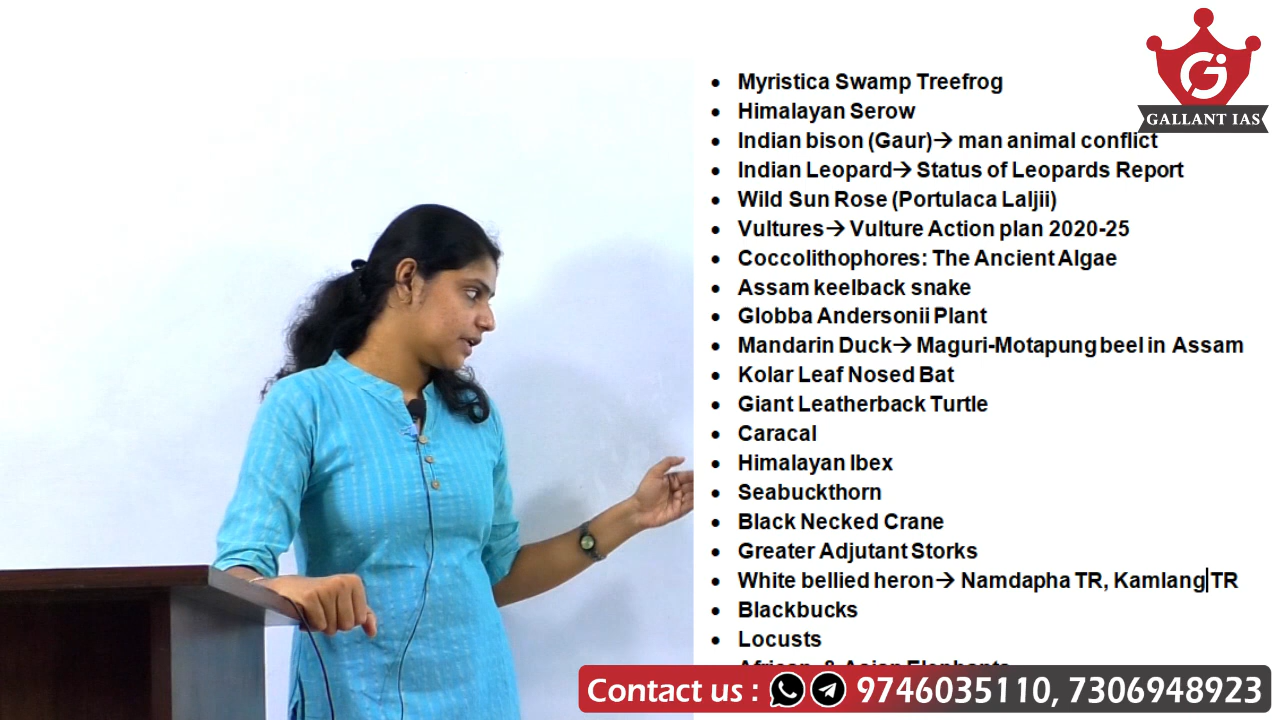 GALLANT IAS
• Myristica Swamp Treefrog
• Himalayan Serow
• Indian bison (Gaur)→ man animal conflict
• Indian Leopard→ Status of Leopards Report
• Wild Sun Rose (Portulaca Laljii)
• Vultures→ Vulture Action plan 2020-25
• Coccolithophores: The Ancient Algae
• Assam keelback snake
• Globba Andersonii Plant
• Mandarin Duck→ Maguri-Motapung beel in Assam
• Kolar Leaf Nosed Bat
• Giant Leatherback Turtle
• Caracal
• Himalayan Ibex
• Seabuckthorn
• Black Necked Crane
• Greater Adjutant Storks
• White bellied heron→ Namdapha TR, Kamlang TR
• Blackbucks
• Locusts
African & Asian Elephants
Contact us : 9746035110, 7306948923